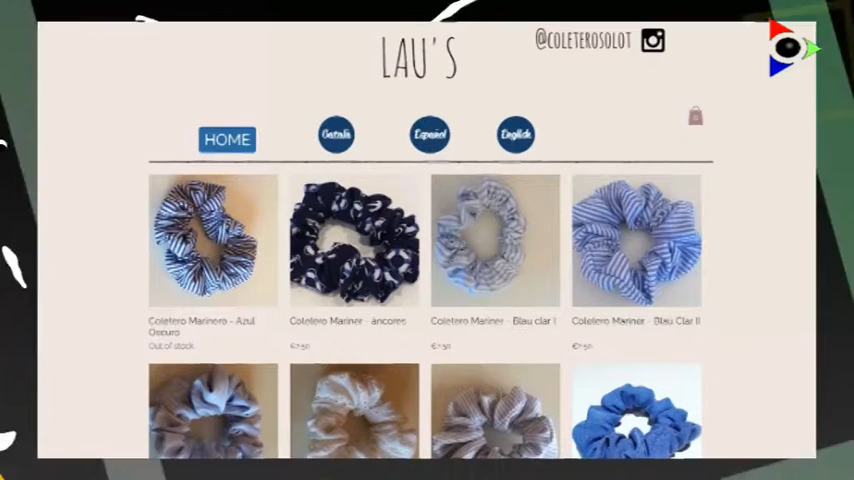 LAU'S
@COLETEROSOLOT
HOME
Català
Español
English
Coletero Marinero - Azul
Oscuro
Out of stock
Coletero Mariner - àncores
Coletero Mariner - Blau clar I
Coletero Mariner - Blau Clar II